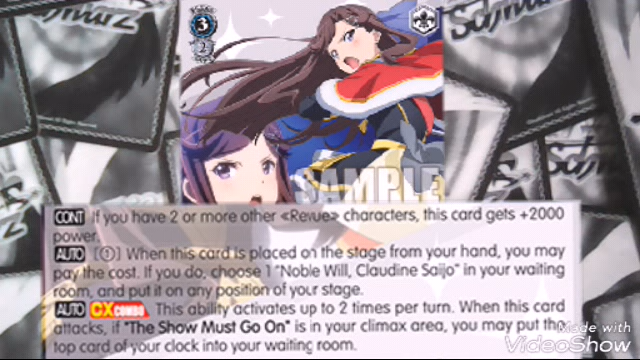 Schwarz
3
2
SAMPLE
CONT If you have 2 or more other «Revue» characters, this card gets +2000
power.
AUTO [①] When this card is placed on the stage from your hand, you may
pay the cost. If you do, choose 1 "Noble Will, Claudine Saijo" in your waiting
room, and put it on any position of your stage.
AUTO CX COMBO This ability activates up to 2 times per turn. When this card
attacks, if "The Show Must Go On" is in your climax area, you may put the
top card of your clock into your waiting room.
Made with
VideoShow